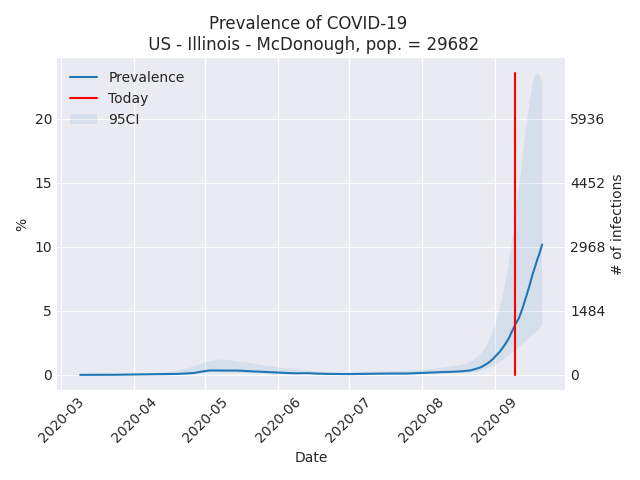 Prevalence of COVID-19
US - Illinois - McDonough, pop. = 29682
Prevalence
Today
95CI
20
15
10
5
0
%
5936
4452
2968
1484
0
# of infections
2020-03
2020-04
2020-05
2020-06
2020-07
2020-08
2020-09
Date